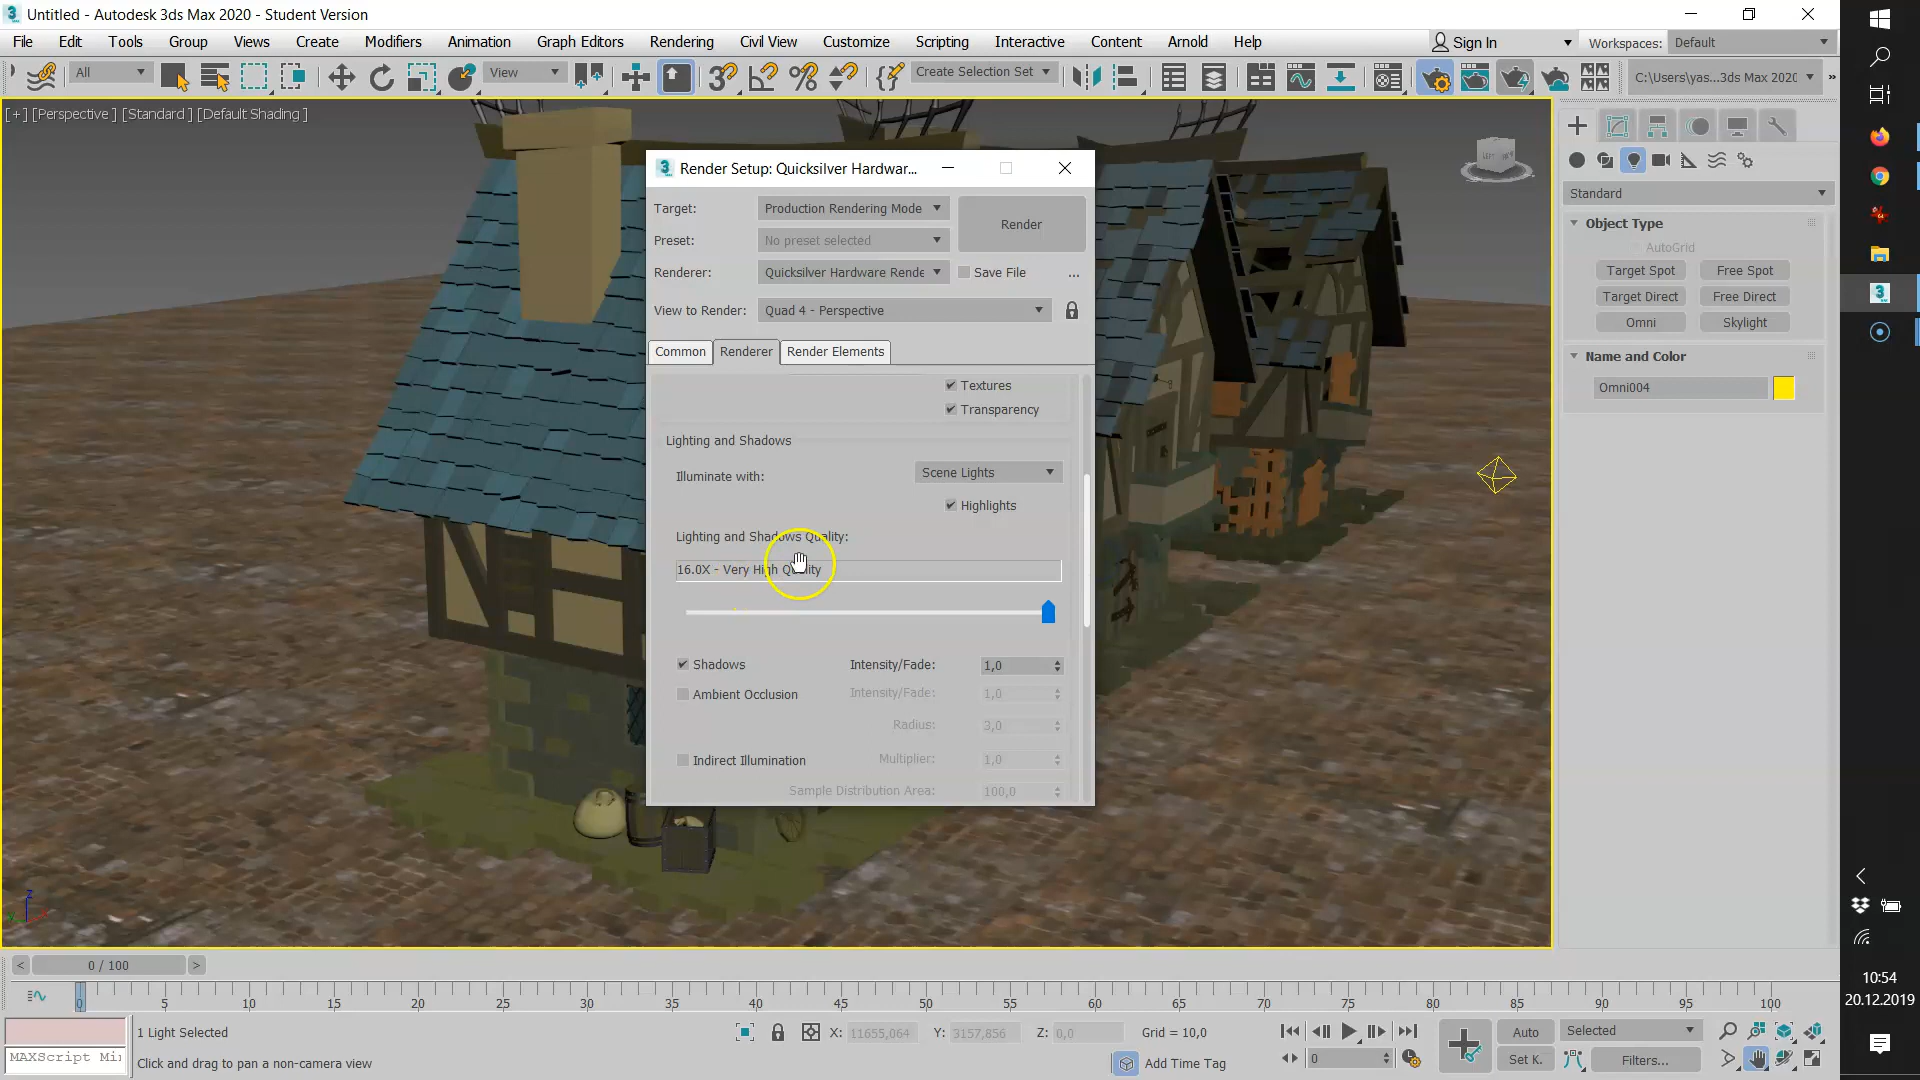 Untitled - Autodesk 3ds Max 2020 - Student Version
File Edit Tools Group Views Create Modifiers Animation Graph Editors Rendering Civil View Customize Scripting Interactive Content Arnold Help
Sign In
Workspaces: Default
All
View
Create Selection Set
C:\Users\yas...3ds Max 2020
[+] [Perspective ] [Standard ] [Default Shading ]
Render Setup: Quicksilver Hardwar...
Target: Production Rendering Mode
Render
Preset: No preset selected
Renderer: Quicksilver Hardware Rende
Save File ...
View to Render: Quad 4 - Perspective
Common Renderer Render Elements
Textures
Transparency
Lighting and Shadows
Illuminate with: Scene Lights
Highlights
Lighting and Shadows Quality:
16.0X - Very High Quality
Shadows Intensity/Fade: 1,0
Ambient Occlusion Intensity/Fade: 1,0
Radius: 3,0
Indirect Illumination Multiplier: 1,0
Sample Distribution Area: 100,0
Standard
Object Type
AutoGrid
Target Spot Free Spot
Target Direct Free Direct
Omni Skylight
Name and Color
Omni004
0 / 100
0 5 10 15 20 25 30 35 40 45 50 55 60 65 70 75 80 85 90 95 100
1 Light Selected
X: 11655,064 Y: 3157,856 Z: 0,0 Grid = 10,0
Auto Selected
MAXScript Mi
Click and drag to pan a non-camera view
Add Time Tag
0
Set K. Filters...
10:54
20.12.2019